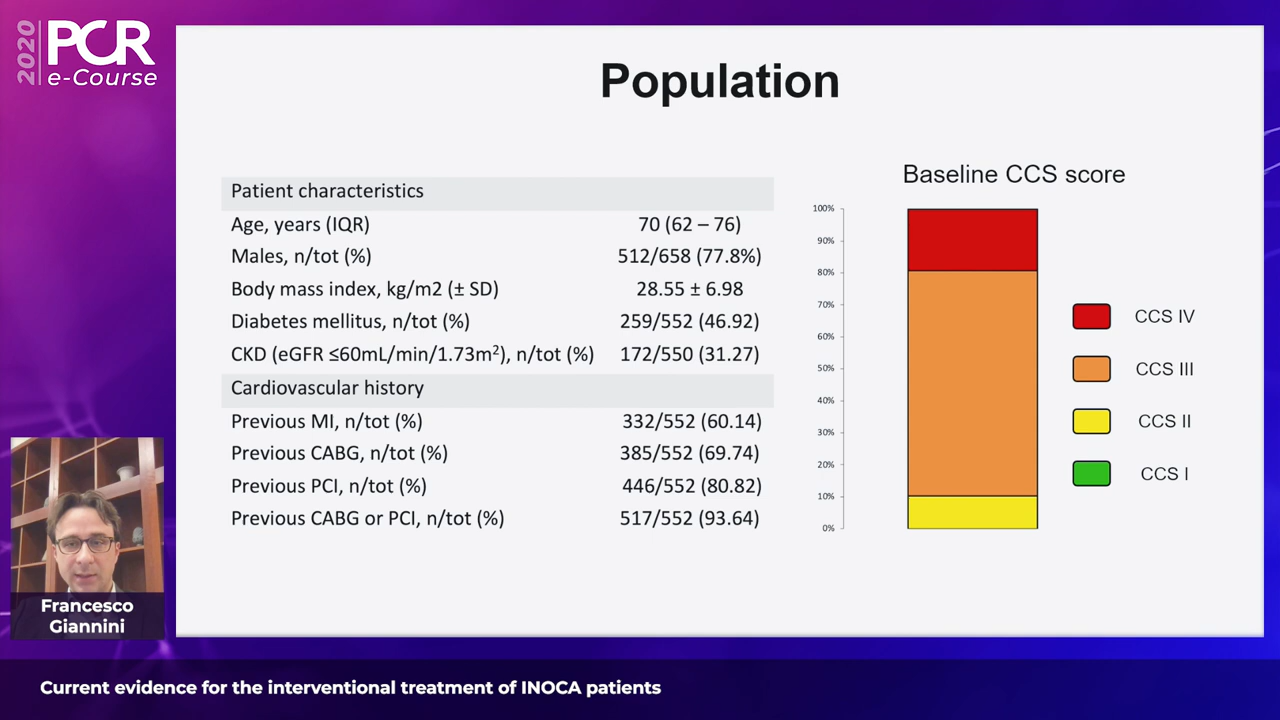 2020
PCR
e-Course
Population
Patient characteristics
Age, years (IQR) 70 (62 – 76)
Males, n/tot (%) 512/658 (77.8%)
Body mass index, kg/m2 (± SD) 28.55 ± 6.98
Diabetes mellitus, n/tot (%) 259/552 (46.92)
CKD (eGFR ≤60mL/min/1.73m²), n/tot (%) 172/550 (31.27)
Cardiovascular history
Previous MI, n/tot (%) 332/552 (60.14)
Previous CABG, n/tot (%) 385/552 (69.74)
Previous PCI, n/tot (%) 446/552 (80.82)
Previous CABG or PCI, n/tot (%) 517/552 (93.64)
Baseline CCS score
100%
90%
80%
70%
60%
50%
40%
30%
20%
10%
0%
CCS IV
CCS III
CCS II
CCS I
Francesco
Giannini
Current evidence for the interventional treatment of INOCA patients